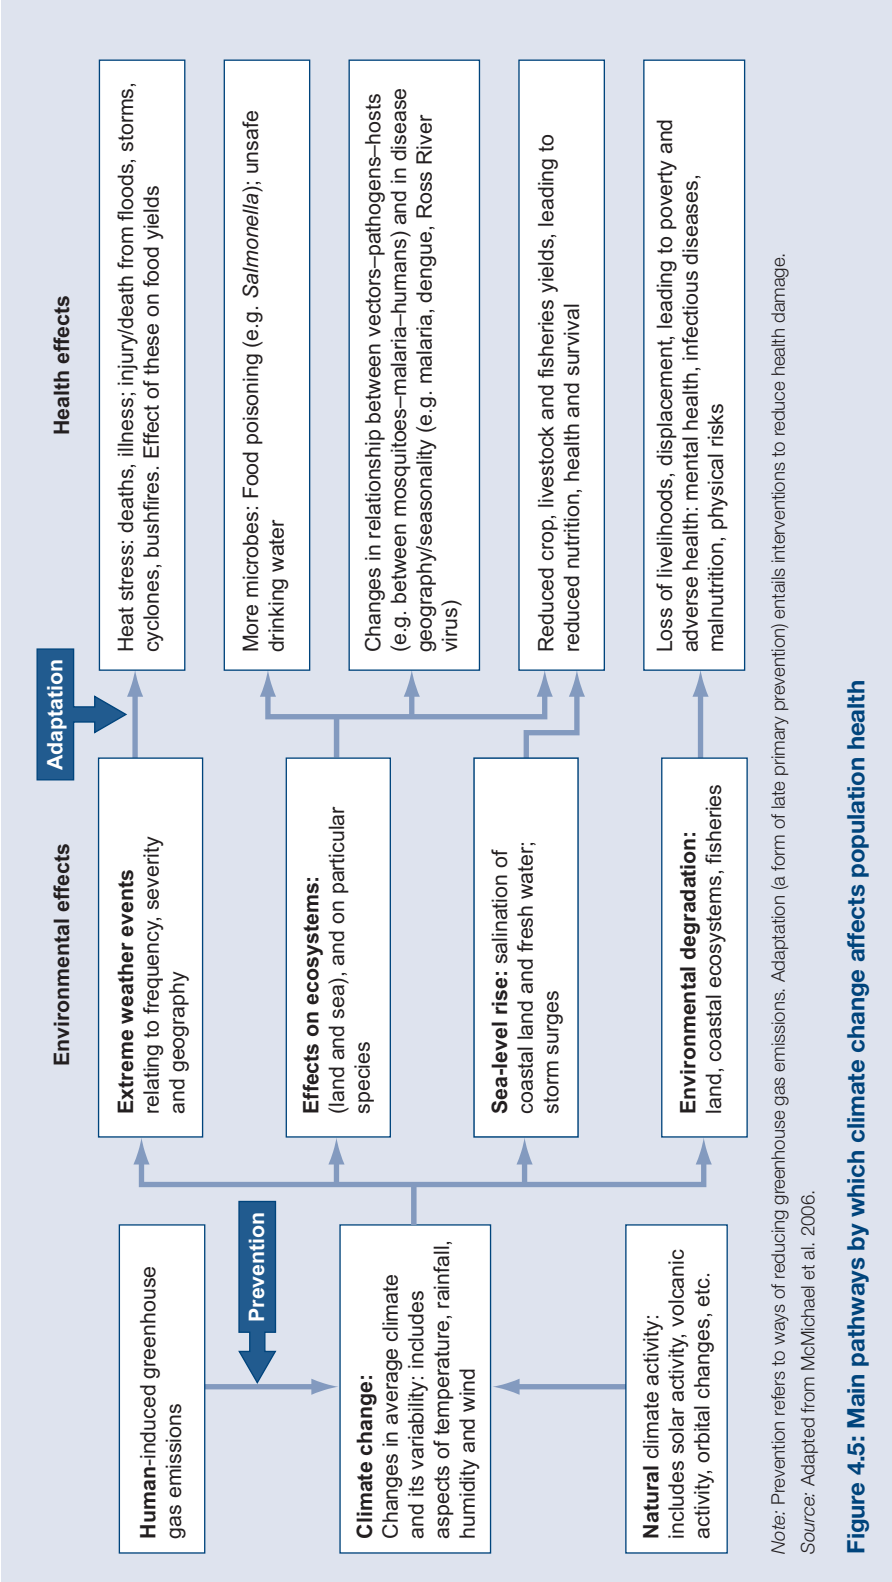 Environmental effects
Health effects
Adaptation
Human-induced greenhouse
gas emissions
Prevention
Climate change:
Changes in average climate
and its variability: includes
aspects of temperature, rainfall,
humidity and wind
Natural climate activity:
includes solar activity, volcanic
activity, orbital changes, etc.
Extreme weather events
relating to frequency, severity
and geography
Effects on ecosystems:
(land and sea), and on particular
species
Sea-level rise: salination of
coastal land and fresh water;
storm surges
Environmental degradation:
land, coastal ecosystems, fisheries
Heat stress: deaths, illness; injury/death from floods, storms,
cyclones, bushfires. Effect of these on food yields
More microbes: Food poisoning (e.g. Salmonella); unsafe
drinking water
Changes in relationship between vectors–pathogens–hosts
(e.g. between mosquitoes–malaria–humans) and in disease
geography/seasonality (e.g. malaria, dengue, Ross River
virus)
Reduced crop, livestock and fisheries yields, leading to
reduced nutrition, health and survival
Loss of livelihoods, displacement, leading to poverty and
adverse health: mental health, infectious diseases,
malnutrition, physical risks
Note: Prevention refers to ways of reducing greenhouse gas emissions. Adaptation (a form of late primary prevention) entails interventions to reduce health damage.
Source: Adapted from McMichael et al. 2006.
Figure 4.5: Main pathways by which climate change affects population health